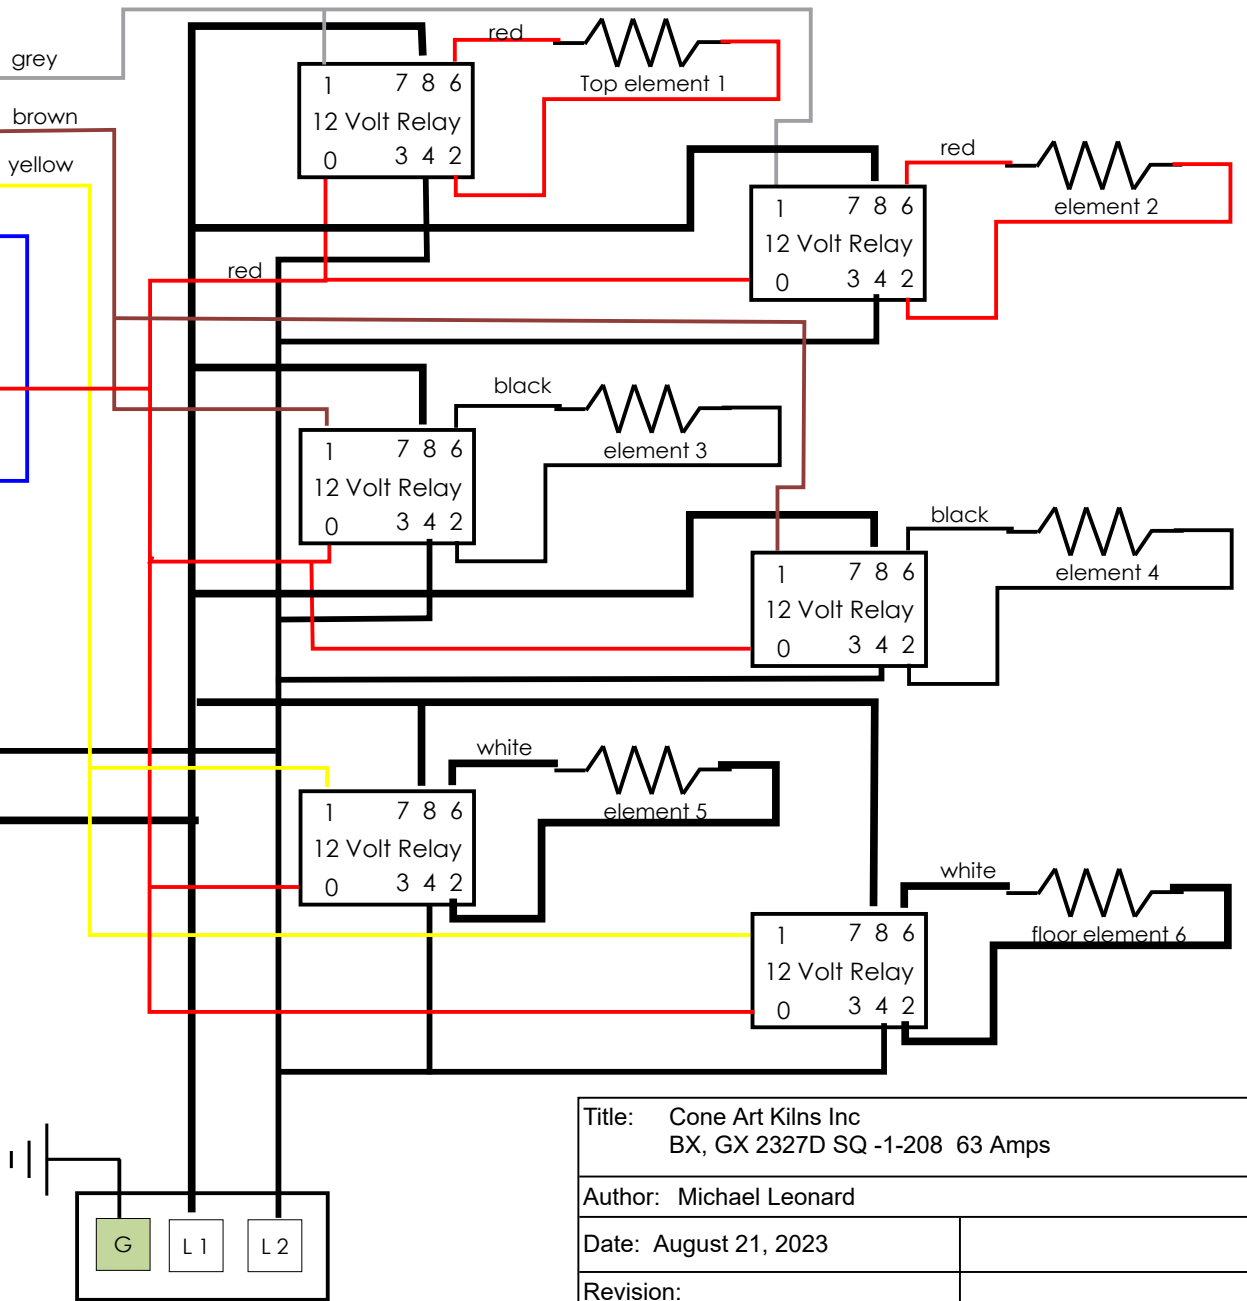 grey
red
Top element 1
1 7 8 6
12 Volt Relay
0 3 4 2
brown
yellow
red
element 2
1 7 8 6
12 Volt Relay
0 3 4 2
red
black
element 3
1 7 8 6
12 Volt Relay
0 3 4 2
black
element 4
1 7 8 6
12 Volt Relay
0 3 4 2
white
element 5
1 7 8 6
12 Volt Relay
0 3 4 2
white
floor element 6
1 7 8 6
12 Volt Relay
0 3 4 2
G L 1 L 2
Title: Cone Art Kilns Inc
BX, GX 2327D SQ -1-208 63 Amps
Author: Michael Leonard
Date: August 21, 2023
Revision: